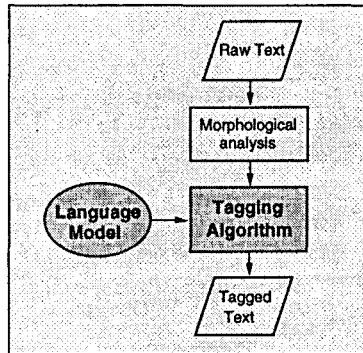 Raw Text
Morphological
analysis
Language
Model
Tagging
Algorithm
Tagged
Text